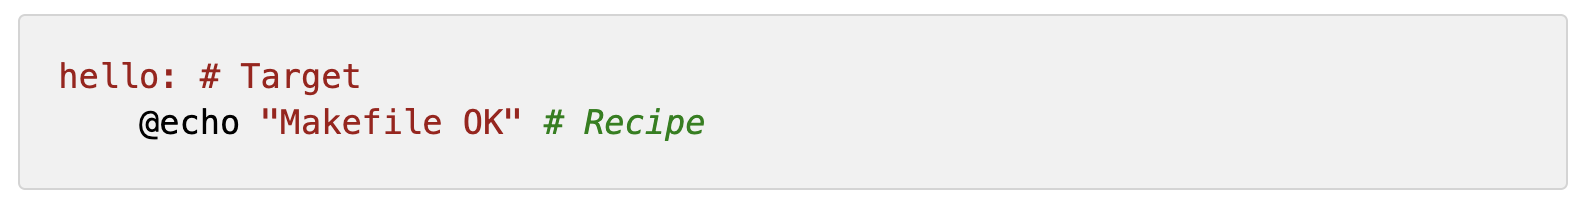 hello: # Target
    @echo "Makefile OK" # Recipe